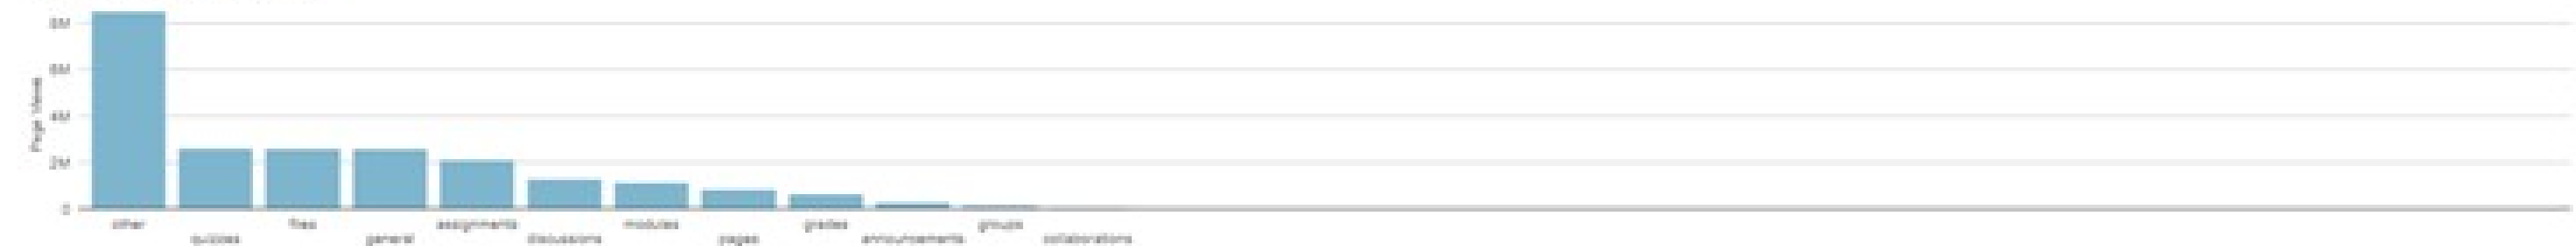 8M
6M
Page Views
4M
2M
0
other
files
assignments
modules
grades
groups
quizzes
general
discussions
pages
announcements
collaborations